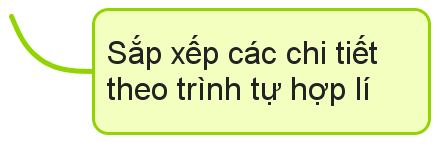 Sắp xếp các chi tiết
theo trình tự hợp lí